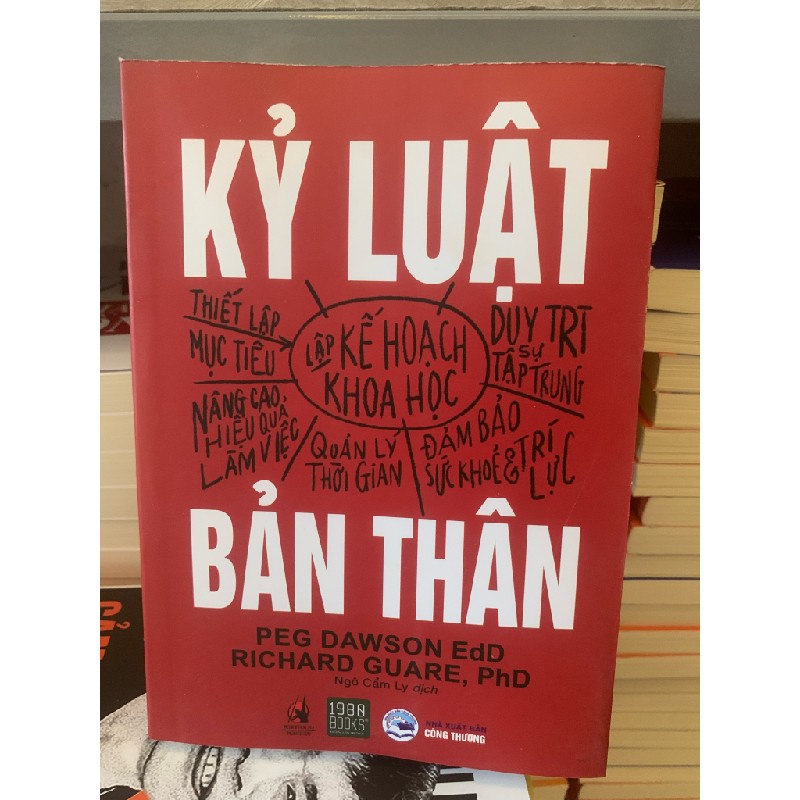 KỶ LUẬT
THIẾT LẬP
MỤC TIÊU
LẬP KẾ HOẠCH
KHOA HỌC
DUY TRÌ
SỰ
TẬP TRUNG
NÂNG CAO
HIỆU QUẢ
LÀM VIỆC
QUẢN LÝ
THỜI GIAN
ĐẢM BẢO
SỨC KHOẺ & TRÍ
LỰC
BẢN THÂN
PEG DAWSON EdD
RICHARD GUARE, PhD
Ngô Cẩm Ly dịch
1980
BOOKS
NHÀ XUẤT BẢN
CÔNG THƯƠNG